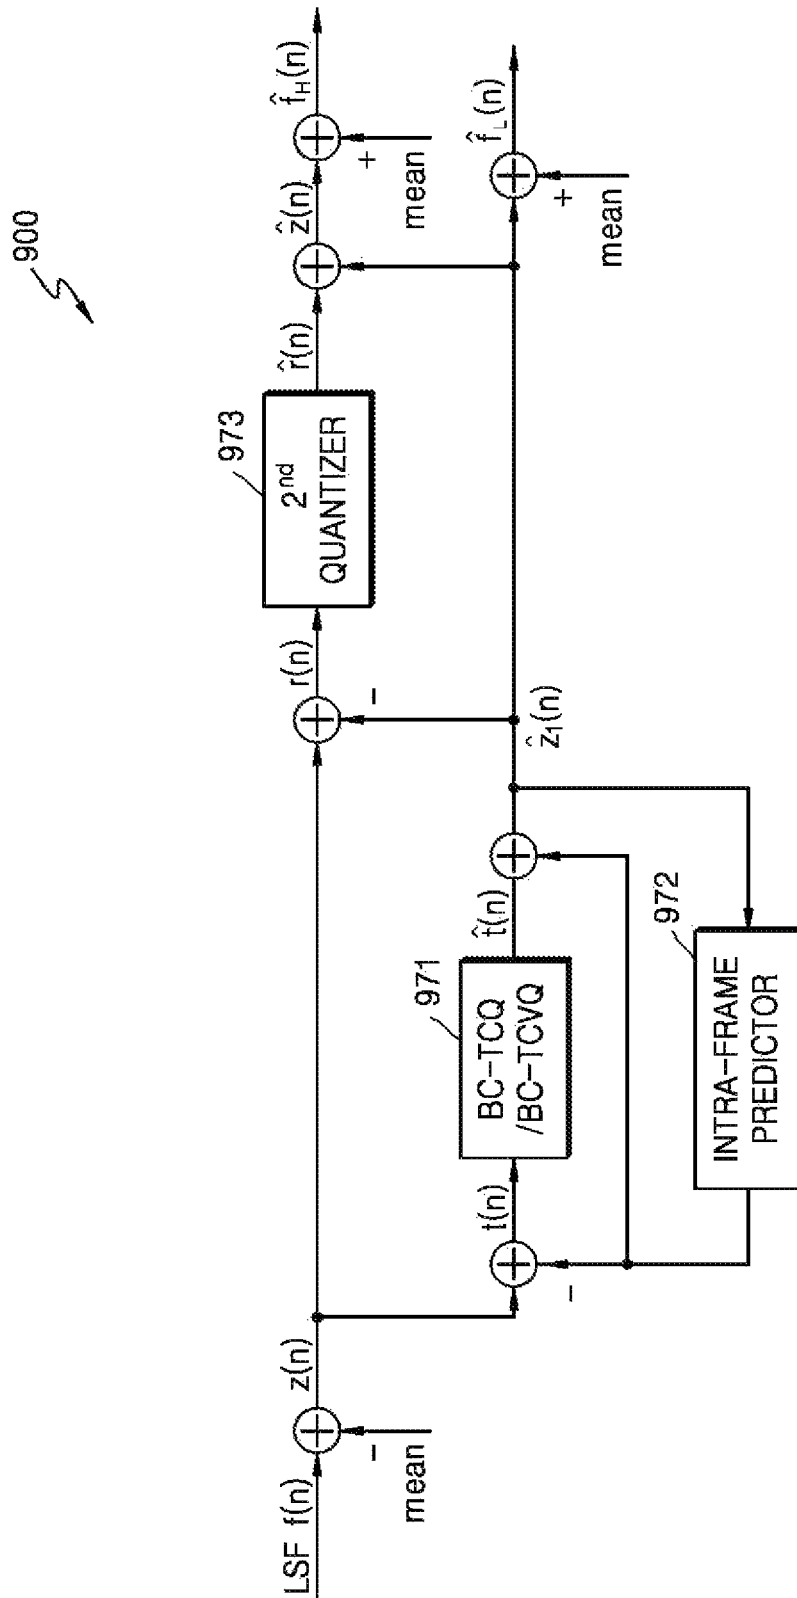 900
LSF f(n)
−
mean
z(n)
r(n)
−
973
2nd
QUANTIZER
r̂(n)
ẑ(n)
+
mean
f̂H(n)
−
t(n)
971
BC-TCQ
/BC-TCVQ
t̂(n)
ẑ1(n)
+
mean
f̂L(n)
972
INTRA-FRAME
PREDICTOR